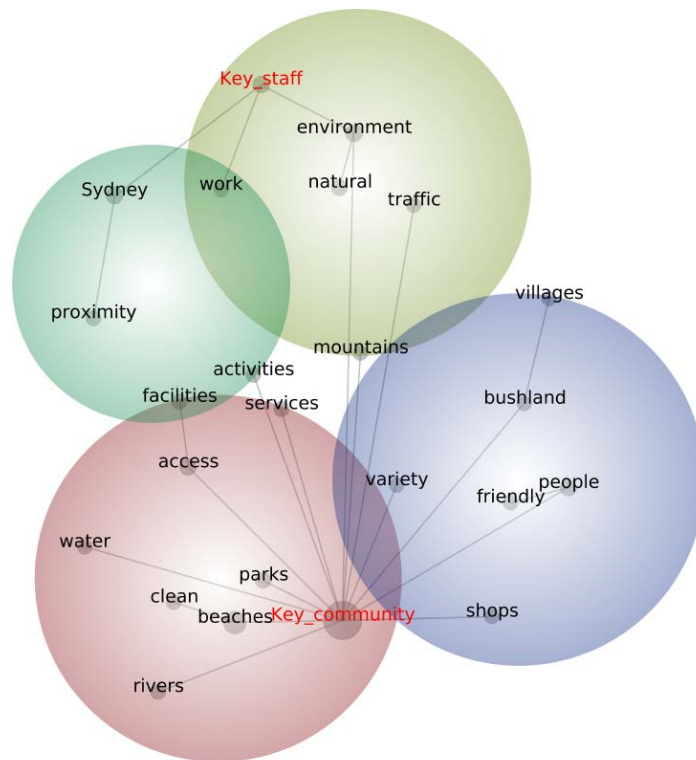 Key_staff
environment
Sydney
work
natural
traffic
villages
proximity
mountains
activities
facilities
services
bushland
access
variety
friendly
people
water
parks
clean
beaches
Key_community
shops
rivers